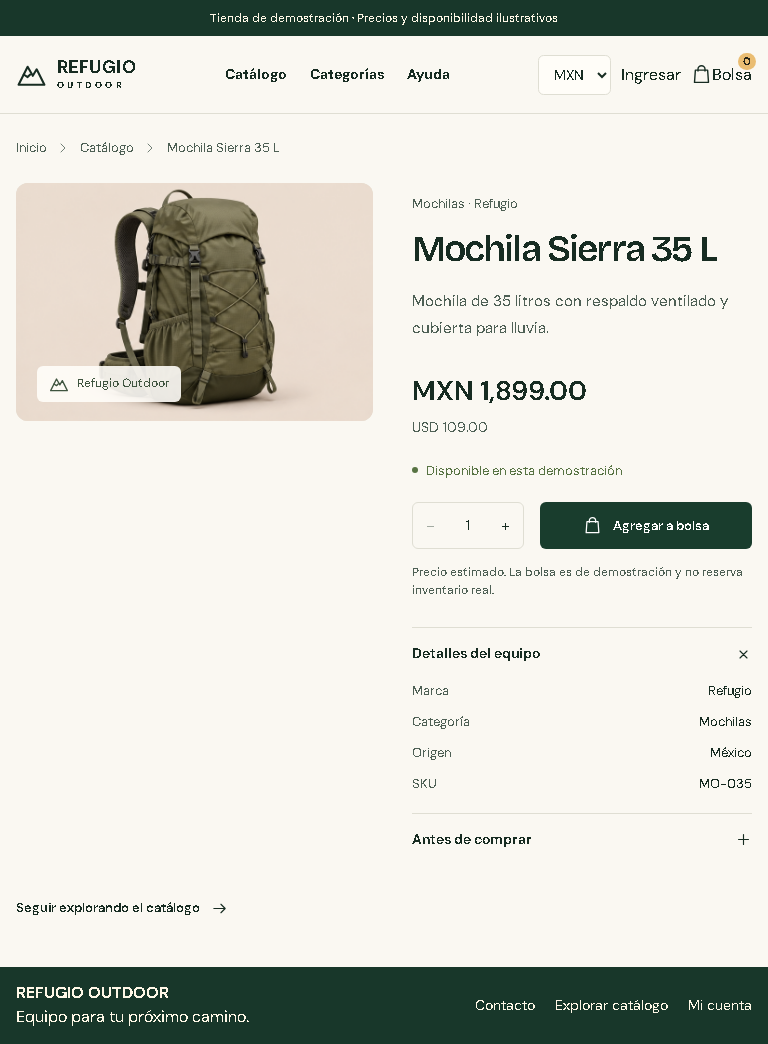 Tienda de demostración · Precios y disponibilidad ilustrativos
REFUGIO
OUTDOOR
Catálogo
Categorías
Ayuda
MXN
Ingresar
Bolsa
0
Inicio
Catálogo
Mochila Sierra 35 L
Refugio Outdoor
Mochilas · Refugio
Mochila Sierra 35 L
Mochila de 35 litros con respaldo ventilado y
cubierta para lluvia.
MXN 1,899.00
USD 109.00
Disponible en esta demostración
− 1 +
Agregar a bolsa
Precio estimado. La bolsa es de demostración y no reserva
inventario real.
Detalles del equipo
Marca Refugio
Categoría Mochilas
Origen México
SKU MO-035
Antes de comprar
Seguir explorando el catálogo
REFUGIO OUTDOOR
Equipo para tu próximo camino.
Contacto
Explorar catálogo
Mi cuenta